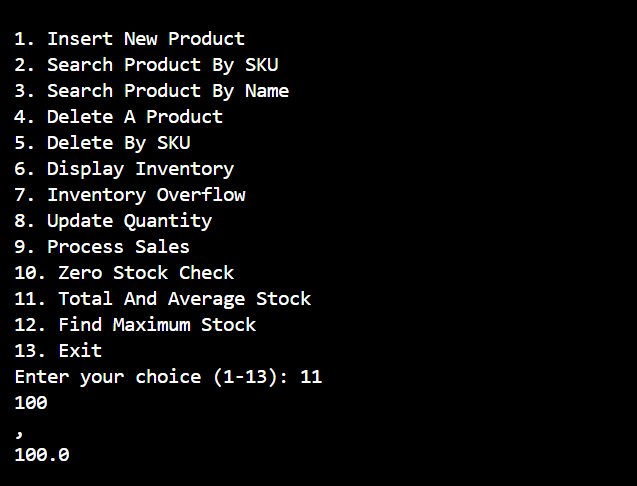 1. Insert New Product
2. Search Product By SKU
3. Search Product By Name
4. Delete A Product
5. Delete By SKU
6. Display Inventory
7. Inventory Overflow
8. Update Quantity
9. Process Sales
10. Zero Stock Check
11. Total And Average Stock
12. Find Maximum Stock
13. Exit
Enter your choice (1-13): 11
100
,
100.0